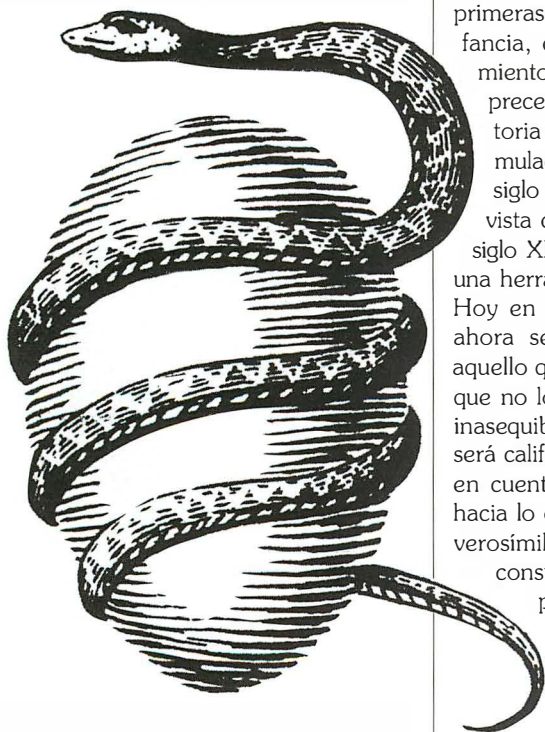 primeras
fancia,
miento
prece
toria
mula
siglo
vista
siglo X
una herra
Hoy en
ahora se
aquello q
que no l
inasequib
será calif
en cuent
hacia lo
verosímil
const
p